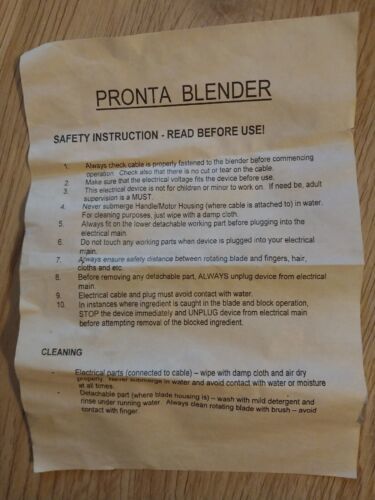 PRONTA BLENDER
SAFETY INSTRUCTION - READ BEFORE USE!
1. Always check cable is properly fastened to the blender before commencing
operation. Check also that there is no cut or tear on the cable.
2. Make sure that the electrical voltage fits the device before use.
3. This electrical device is not for children or minor to work on. If need be, adult
supervision is a MUST.
4. Never submerge Handle/Motor Housing (where cable is attached to) in water.
For cleaning purposes, just wipe with a damp cloth.
5. Always fit on the lower detachable working part before plugging into the
electrical main.
6. Do not touch any working parts when device is plugged into your electrical
main.
7. Always ensure safety distance between rotating blade and fingers, hair,
cloths and etc.
8. Before removing any detachable part, ALWAYS unplug device from electrical
main.
9. Electrical cable and plug must avoid contact with water.
10. In instances where ingredient is caught in the blade and block operation,
STOP the device immediately and UNPLUG device from electrical main
before attempting removal of the blocked ingredient.
CLEANING
- Electrical parts (connected to cable) – wipe with damp cloth and air dry
properly. Never submerge in water and avoid contact with water or moisture
at all times.
- Detachable part (where blade housing is) – wash with mild detergent and
rinse under running water. Always clean rotating blade with brush – avoid
contact with finger.